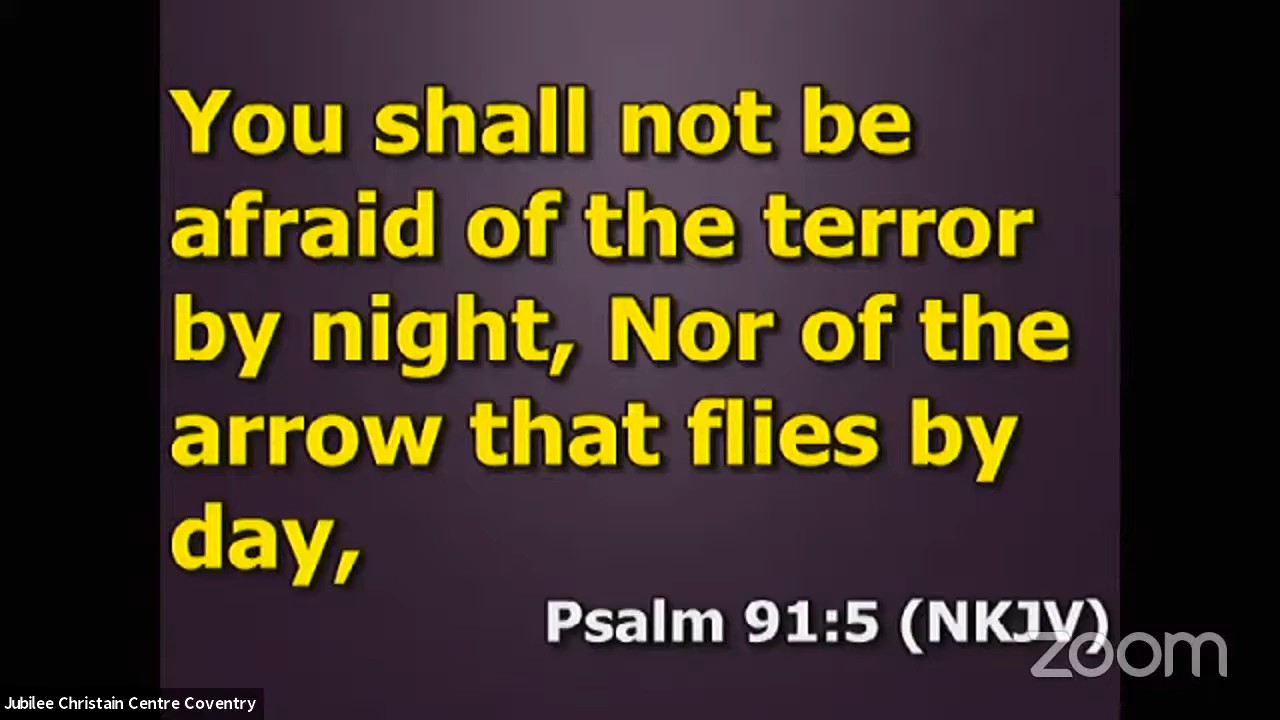 You shall not be
afraid of the terror
by night, Nor of the
arrow that flies by
day,
Psalm 91:5 (NKJV)
zoom
Jubilee Christain Centre Coventry